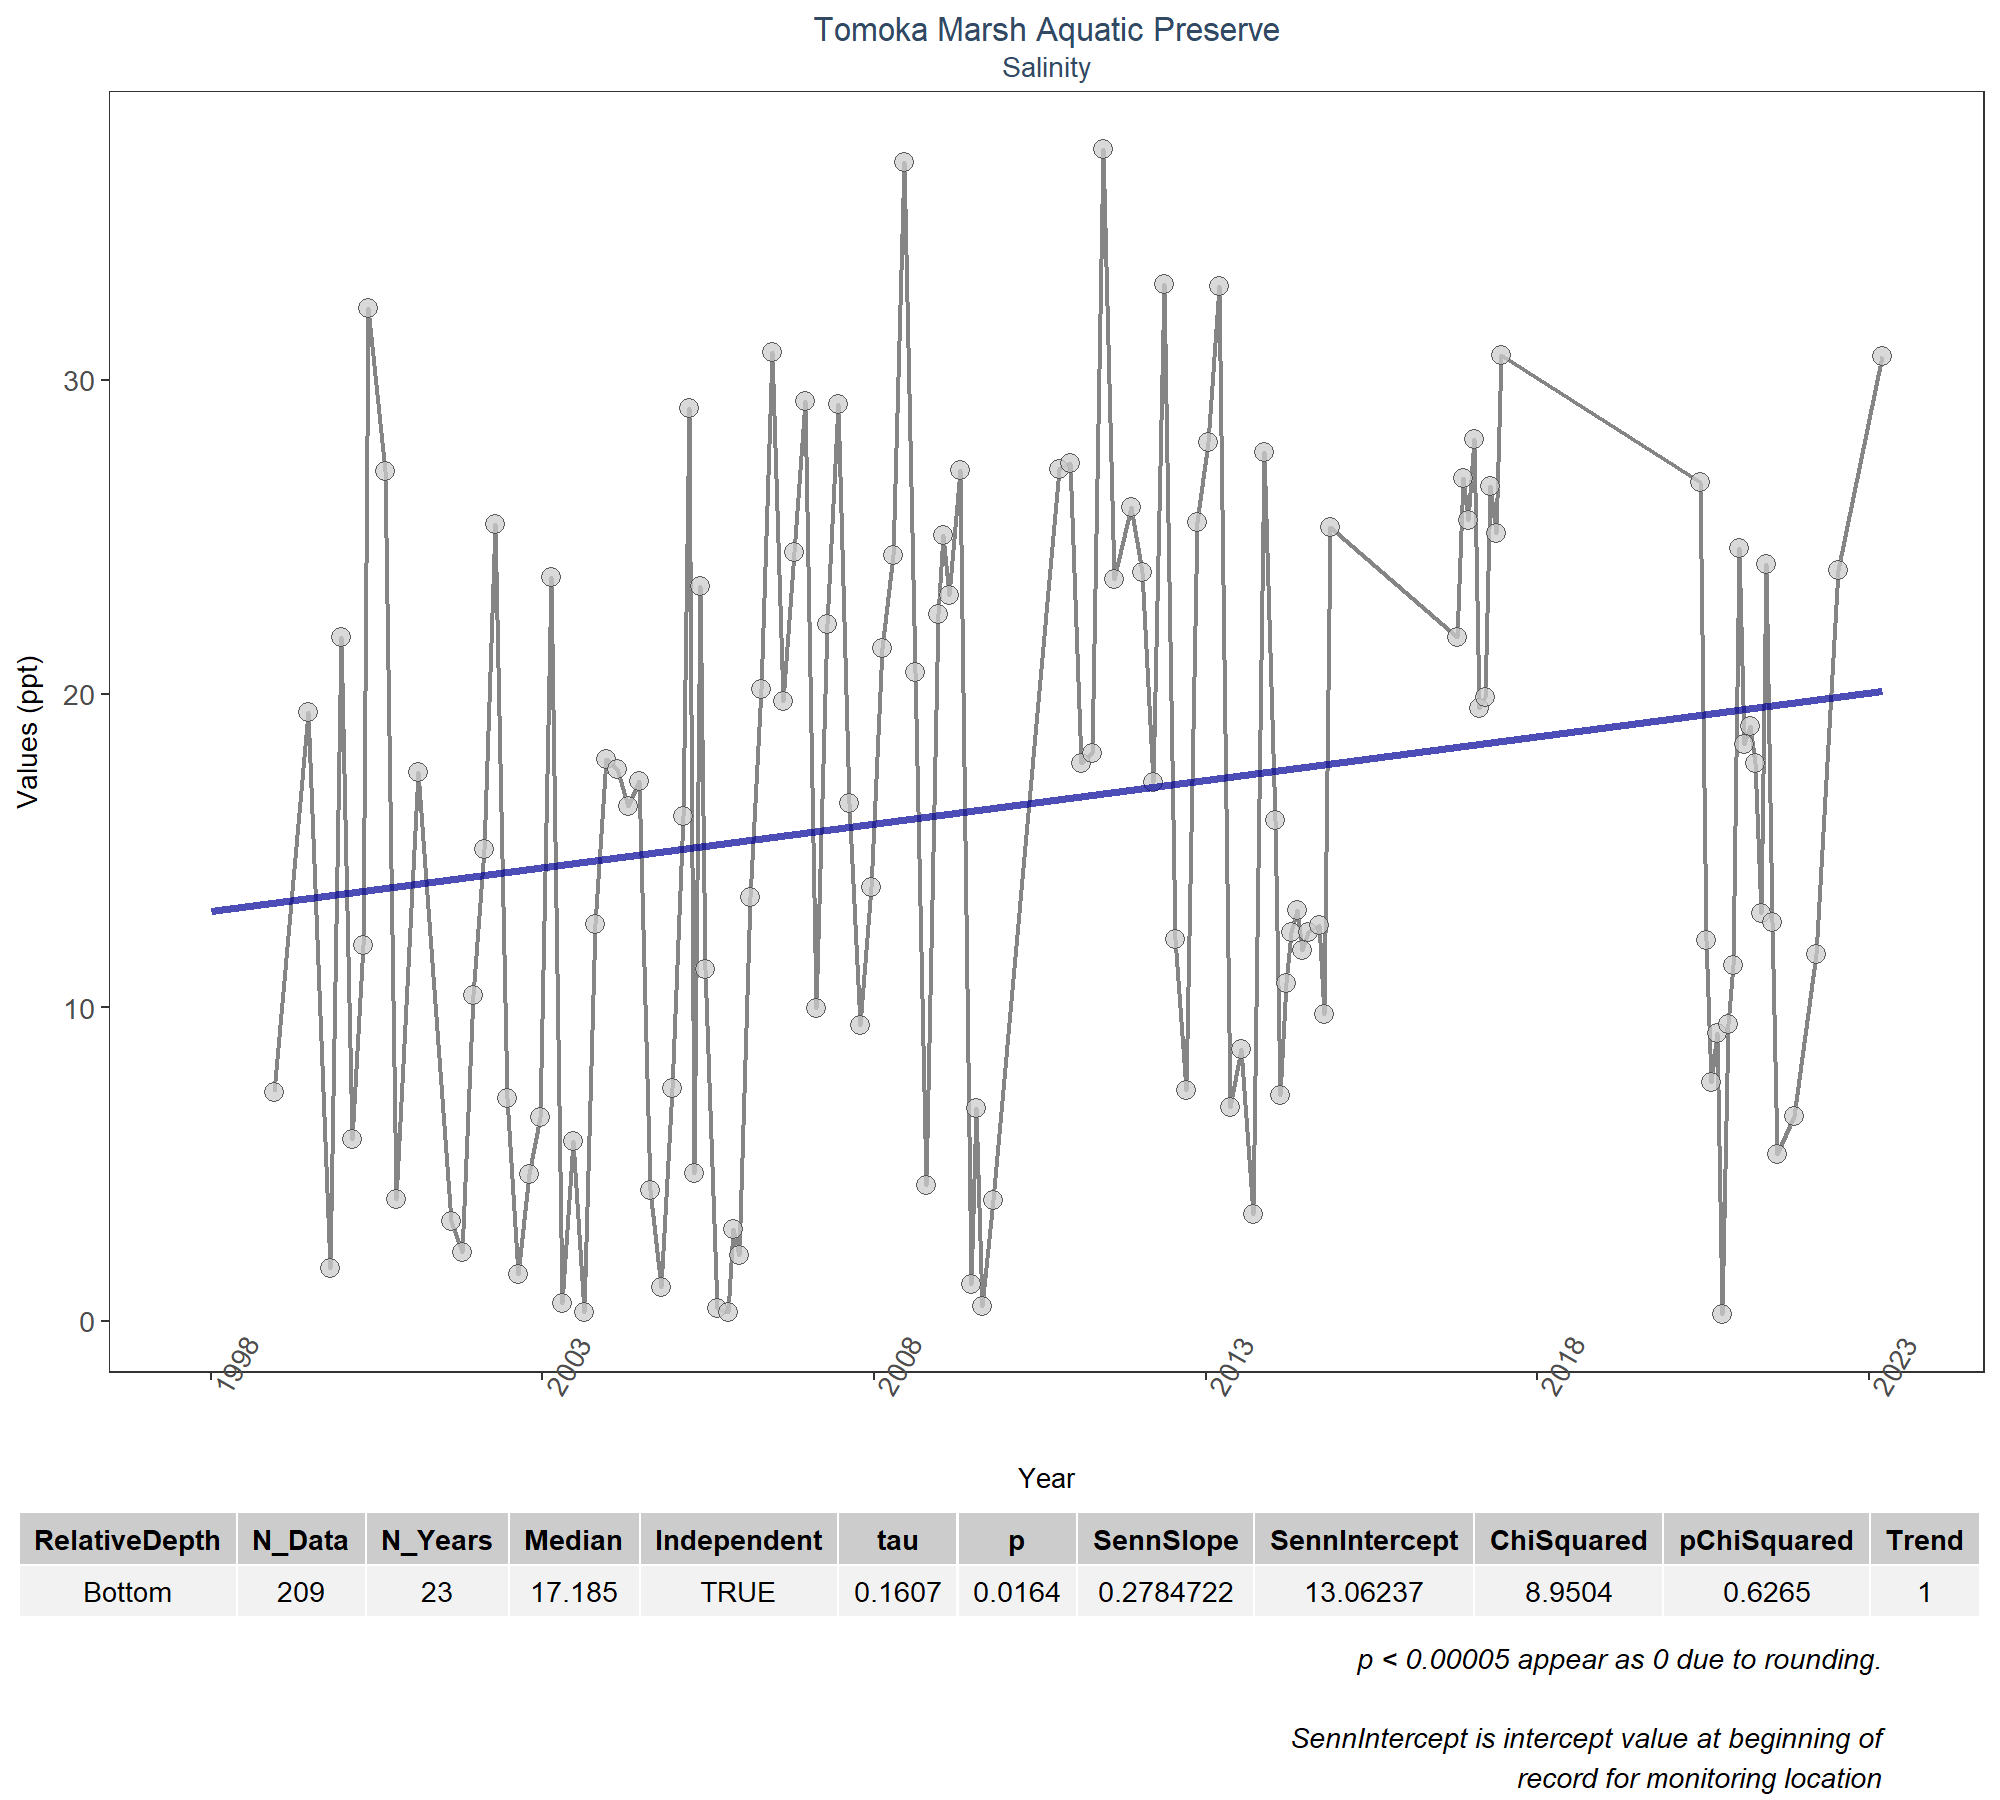 Tomoka Marsh Aquatic Preserve
Salinity
Values (ppt)
30
20
10
0
1998 2003 2008 2013 2018 2023
Year
RelativeDepth N_Data N_Years Median Independent tau p SennSlope SennIntercept ChiSquared pChiSquared Trend
Bottom 209 23 17.185 TRUE 0.1607 0.0164 0.2784722 13.06237 8.9504 0.6265 1
p < 0.00005 appear as 0 due to rounding.
SennIntercept is intercept value at beginning of
record for monitoring location